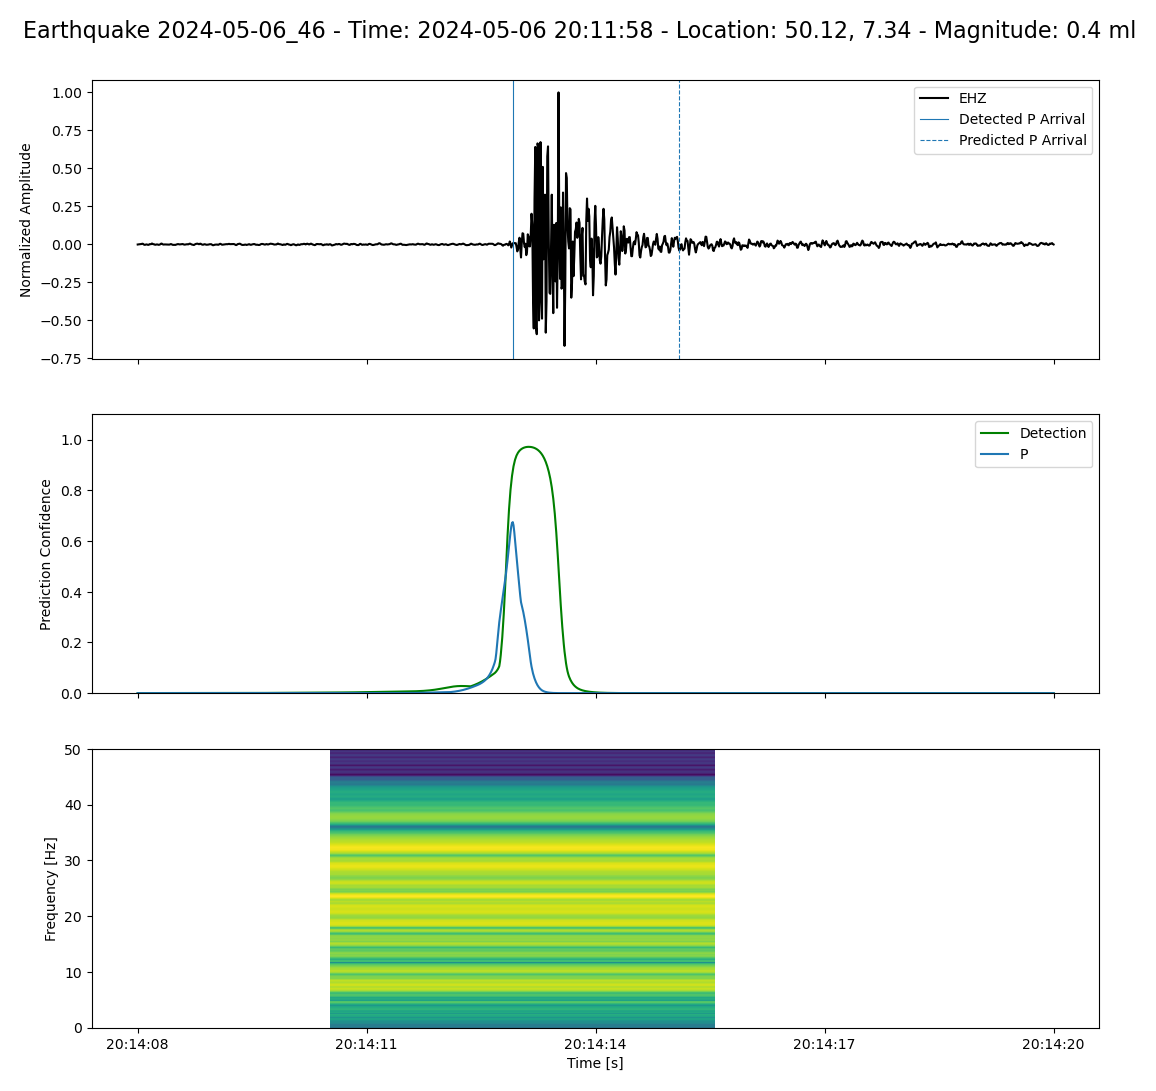 Earthquake 2024-05-06_46 - Time: 2024-05-06 20:11:58 - Location: 50.12, 7.34 - Magnitude: 0.4 ml
Normalized Amplitude
1.00
0.75
0.50
0.25
0.00
−0.25
−0.50
−0.75
EHZ
Detected P Arrival
Predicted P Arrival
Prediction Confidence
1.0
0.8
0.6
0.4
0.2
0.0
Detection
P
Frequency [Hz]
50
40
30
20
10
0
20:14:08 20:14:11 20:14:14 20:14:17 20:14:20
Time [s]